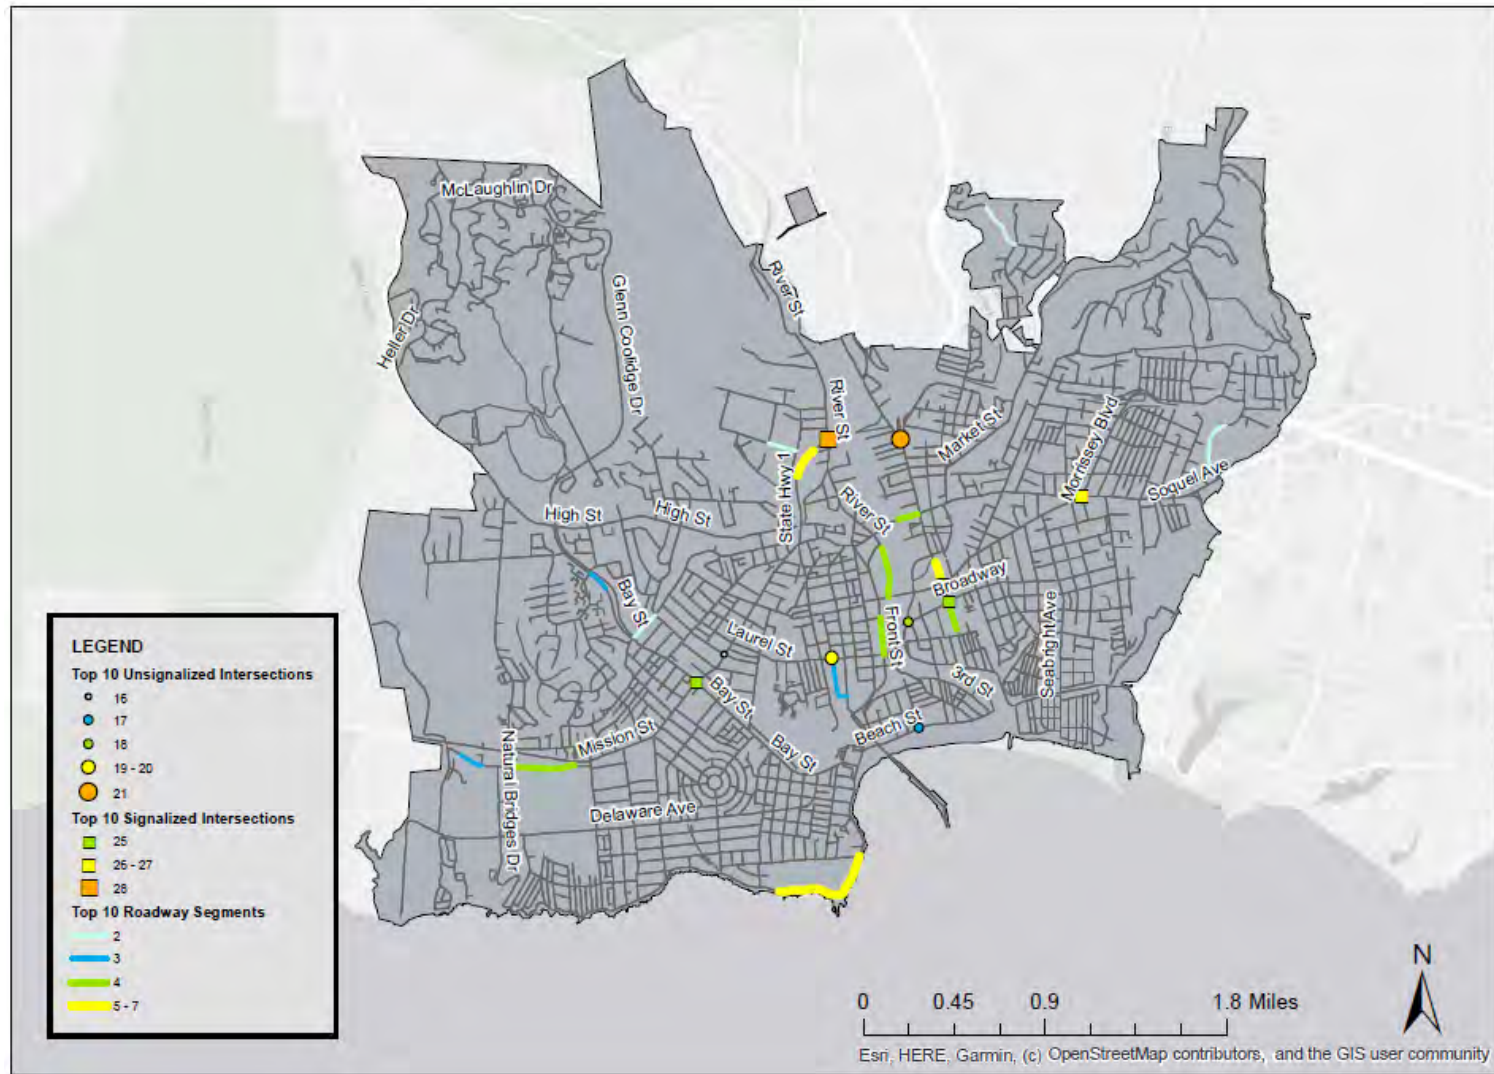 McLaughlin Dr
Heller Dr
Glenn Coolidge Dr
River St
River St
Market St
Morrissey Blvd
Soquel Ave
State Hwy 1
River St
High St
High St
Bay St
Broadway
Laurel St
Front St
Seabright Ave
3rd St
Bay St
Beach St
Mission St
Bay St
Natural Bridges Dr
Delaware Ave
LEGEND
Top 10 Unsignalized Intersections
16
17
18
19 - 20
21
Top 10 Signalized Intersections
25
26 - 27
28
Top 10 Roadway Segments
2
3
4
5 - 7
N
0 0.45 0.9 1.8 Miles
Esri, HERE, Garmin, (c) OpenStreetMap contributors, and the GIS user community